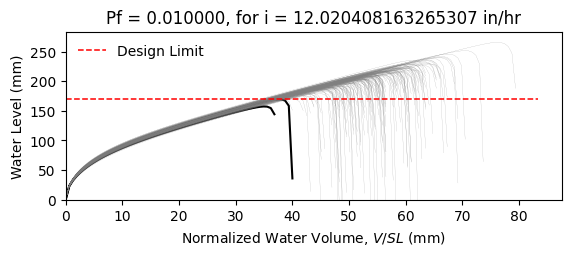 Pf = 0.010000, for i = 12.020408163265307 in/hr
Water Level (mm)
250
200
150
100
50
0
Design Limit
0 10 20 30 40 50 60 70 80
Normalized Water Volume, V/SL (mm)